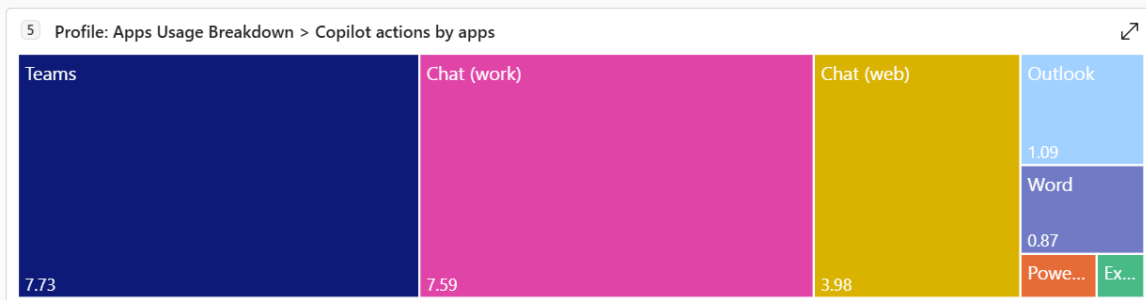 5 Profile: Apps Usage Breakdown > Copilot actions by apps
Teams
7.73
Chat (work)
7.59
Chat (web)
3.98
Outlook
1.09
Word
0.87
Powe...
Ex...